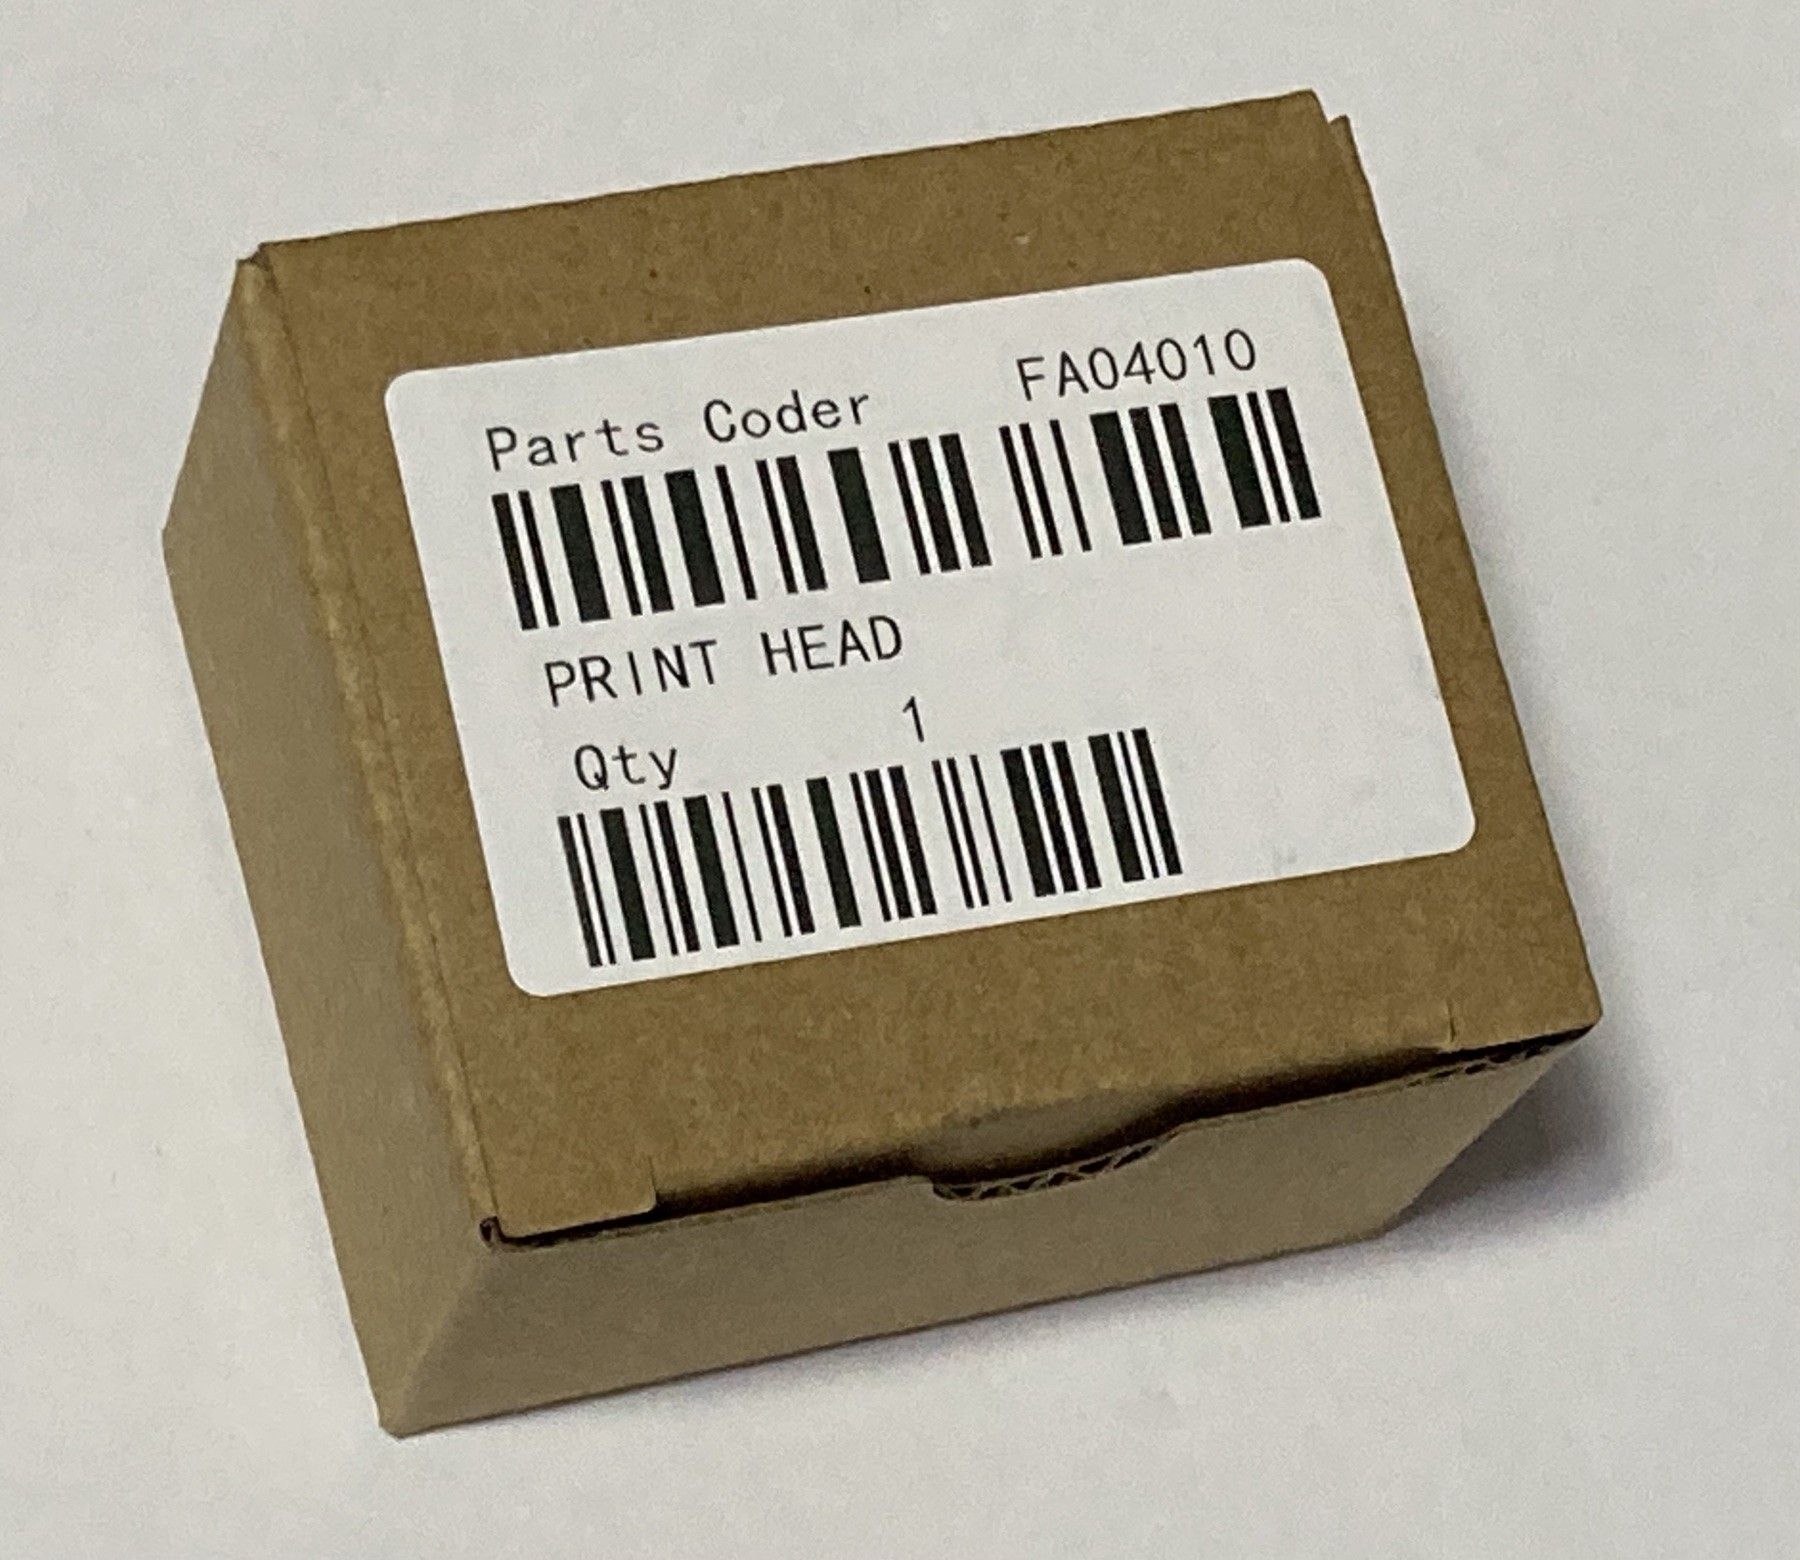 Parts Coder FA04010
PRINT HEAD
Qty 1